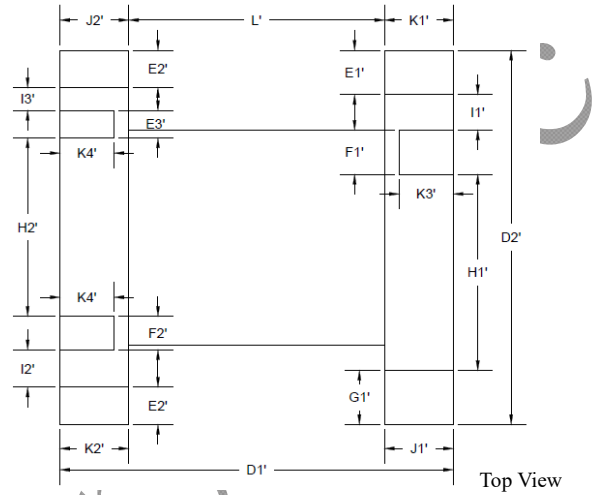 J2' L' K1'
E2' E1'
I3' I1'
E3'
K4' F1'
K3'
H2' D2'
H1'
K4'
F2'
I2'
G1'
E2'
K2' J1'
D1'
Top View